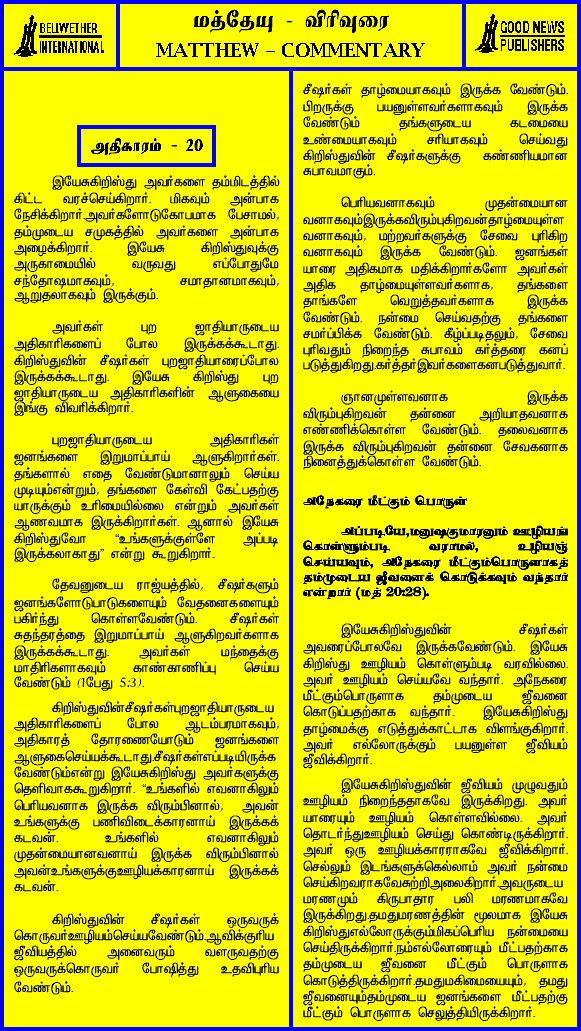 BELWETHER
INTERNATIONAL
மத்தேயு - விரிவுரை
MATTHEW – COMMENTARY
GOOD NEWS
PUBLISHERS
அதிகாரம் - 20
இயேசுகிறிஸ்து அவர்களை தம்மிடத்தில்
கிட்ட வரச்செய்கிறார். மிகவும் அன்பாக
நேசிக்கிறார்.அவர்களோடுகோபமாக பேசாமல்,
தம்முடைய சமுகத்தில் அவர்களை அன்பாக
அழைக்கிறார். இயேசு கிறிஸ்துவுக்கு
அருகாமையில் வருவது எப்போதுமே
சந்தோஷமாகவும், சமாதானமாகவும்,
ஆறுதலாகவும் இருக்கும்.
அவர்கள் புற ஜாதியாருடைய
அதிகாரிகளைப் போல இருக்கக்கூடாது.
கிறிஸ்துவின் சீஷர்கள் புறஜாதியாரைப்போல
இருக்கக்கூடாது. இயேசு கிறிஸ்து புற
ஜாதியாருடைய அதிகாரிகளின் ஆளுகையை
இங்கு விவரிக்கிறார்.
புறஜாதியாருடைய அதிகாரிகள்
ஜனங்களை இறுமாப்பாய் ஆளுகிறார்கள்.
தங்களால் எதை வேண்டுமானாலும் செய்ய
முடியும்என்றும், தங்களை கேள்வி கேட்பதற்கு
யாருக்கும் உரிமையில்லை என்றும் அவர்கள்
ஆணவமாக இருக்கிறார்கள். ஆனால் இயேசு
கிறிஸ்துவோ "உங்களுக்குள்ளே அப்படி
இருக்கலாகாது" என்று கூறுகிறார்.
தேவனுடைய ராஜ்யத்தில், சீஷர்களும்
ஜனங்களோடுபாடுகளையும் வேதனைகளையும்
பகிர்ந்து கொள்ளவேண்டும். சீஷர்கள்
சுதந்தரத்தை இறுமாப்பாய் ஆளுகிறவர்களாக
இருக்கக்கூடாது. அவர்கள் மந்தைக்கு
மாதிரிகளாகவும் காண்காணிப்பு செய்ய
வேண்டும் (1பேது 5:3).
கிறிஸ்துவின்சீஷர்கள்புறஜாதியாருடைய
அதிகாரிகளைப் போல ஆடம்பரமாகவும்,
அதிகாரத் தோரணையோடும் ஜனங்களை
ஆளுகைசெய்யக்கூடாது.சீஷர்கள்எப்படியிருக்க
வேண்டும்என்று இயேசுகிறிஸ்து அவர்களுக்கு
தெளிவாககூறுகிறார். "உங்களில் எவனாகிலும்
பெரியவனாக இருக்க விரும்பினால், அவன்
உங்களுக்கு பணிவிடைக்காரனாய் இருக்கக்
கடவன். உங்களில் எவனாகிலும்
முதன்மையானவனாய் இருக்க விரும்பினால்
அவன்உங்களுக்குஊழியக்காரனாய் இருக்கக்
கடவன்.
கிறிஸ்துவின் சீஷர்கள் ஒருவருக்
கொருவர்ஊழியம்செய்யவேண்டும்.ஆவிக்குரிய
ஜீவியத்தில் அனைவரும் வளருவதற்கு
ஒருவருக்கொருவர் போஷித்து உதவிபுரிய
வேண்டும்.
சீஷர்கள் தாழ்மையாகவும் இருக்க வேண்டும்.
பிறருக்கு பயனுள்ளவர்களாகவும் இருக்க
வேண்டும் தங்களுடைய கடமையை
உண்மையாகவும் சரியாகவும் செய்வது
கிறிஸ்துவின் சீஷர்களுக்கு கண்ணியமான
சுபாவமாகும்.
பெரியவனாகவும் முதன்மையான
வனாகவும்இருக்கவிரும்புகிறவன்தாழ்மையுள்ள
வனாகவும், மற்றவர்களுக்கு சேவை புரிகிற
வனாகவும் இருக்க வேண்டும். ஜனங்கள்
யாரை அதிகமாக மதிக்கிறார்களோ அவர்கள்
அதிக தாழ்மையுள்ளவர்களாக, தங்களை
தாங்களே வெறுத்தவர்களாக இருக்க
வேண்டும். நன்மை செய்வதற்கு தங்களை
சமர்ப்பிக்க வேண்டும். கீழ்ப்படிதலும், சேவை
புரிவதும் நிறைந்த சுபாவம் கர்த்தரை கனப்
படுத்துகிறது.கர்த்தர்இவர்களைகனப்படுத்துவார்.
ஞானமுள்ளவனாக இருக்க
விரும்புகிறவன் தன்னை அறியாதவனாக
எண்ணிக்கொள்ள வேண்டும். தலைவனாக
இருக்க விரும்புகிறவன் தன்னை சேவகனாக
நினைத்துக்கொள்ள வேண்டும்.
அநேகரை மீட்கும் பொருள்
அப்படியே,மனுஷகுமாரனும் ஊழியங்
கொள்ளும்படி வராமல், உழியஞ்
செய்யவும், அநேகரை மீட்கும்பொருளாகத்
தம்முடைய ஜீவனைக் கொடுக்கவும் வந்தார்
என்றார் (மத் 20:28).
இயேசுகிறிஸ்துவின் சீஷர்கள்
அவரைப்போலவே இருக்கவேண்டும். இயேசு
கிறிஸ்து ஊழியம் கொள்ளும்படி வரவில்லை.
அவர் ஊழியம் செய்யவே வந்தார். அநேகரை
மீட்கும்பொருளாக தம்முடைய ஜீவனை
கொடுப்பதற்காக வந்தார். இயேசுகிறிஸ்து
தாழ்மைக்கு எடுத்துக்காட்டாக விளங்குகிறார்.
அவர் எல்லோருக்கும் பயனுள்ள ஜீவியம்
ஜீவிக்கிறார்.
இயேசுகிறிஸ்துவின் ஜீவியம் முழுவதும்
ஊழியம் நிறைந்ததாகவே இருக்கிறது. அவர்
யாரையும் ஊழியம் கொள்ளவில்லை. அவர்
தொடர்ந்துஊழியம் செய்து கொண்டிருக்கிறார்.
அவர் ஒரு ஊழியக்காரராகவே ஜீவிக்கிறார்.
செல்லும் இடங்களுக்கெல்லாம் அவர் நன்மை
செய்கிறவராகவேசுற்றிஅலைகிறார்.அவருடைய
மரணமும் கிருபாதார பலி மரணமாகவே
இருக்கிறது.தமதுமரணத்தின் மூலமாக இயேசு
கிறிஸ்துஎல்லோருக்கும்மிகப்பெரிய நன்மையை
செய்திருக்கிறார்.நம்எல்லோரையும் மீட்பதற்காக
தம்முடைய ஜீவனை மீட்கும் பொருளாக
கொடுத்திருக்கிறார்.தமதுமகிமையையும், தமது
ஜீவனையும்தம்முடைய ஜனங்களை மீட்பதற்கு
மீட்கும் பொருளாக செலுத்தியிருக்கிறார்.